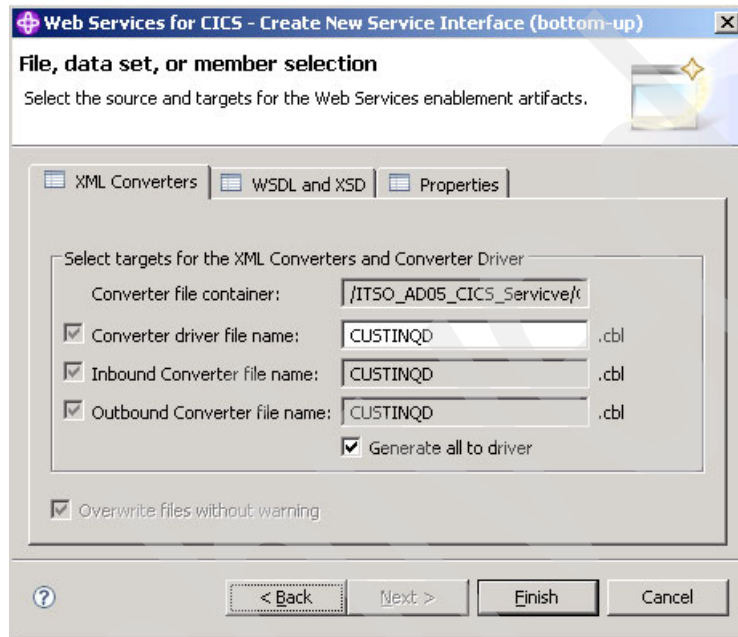 Web Services for CICS - Create New Service Interface (bottom-up)
File, data set, or member selection
Select the source and targets for the Web Services enablement artifacts.
XML Converters WSDL and XSD Properties
Select targets for the XML Converters and Converter Driver
Converter file container: /ITSO_AD05_CICS_Servicve/
Converter driver file name: CUSTINQD .cbl
Inbound Converter file name: CUSTINQD .cbl
Outbound Converter file name: CUSTINQD .cbl
Generate all to driver
Overwrite files without warning
? < Back Next > Finish Cancel